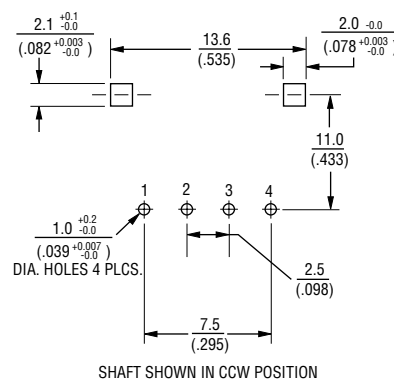 2.1 +0.1 -0.0
(.082 +0.003 -0.0 )
13.6
(.535)
2.0 -0.0
(.078 +0.003 -0.0 )
11.0
(.433)
1 2 3 4
1.0 +0.2 -0.0
(.039 +0.007 -0.0 )
DIA. HOLES 4 PLCS.
2.5
(.098)
7.5
(.295)
SHAFT SHOWN IN CCW POSITION